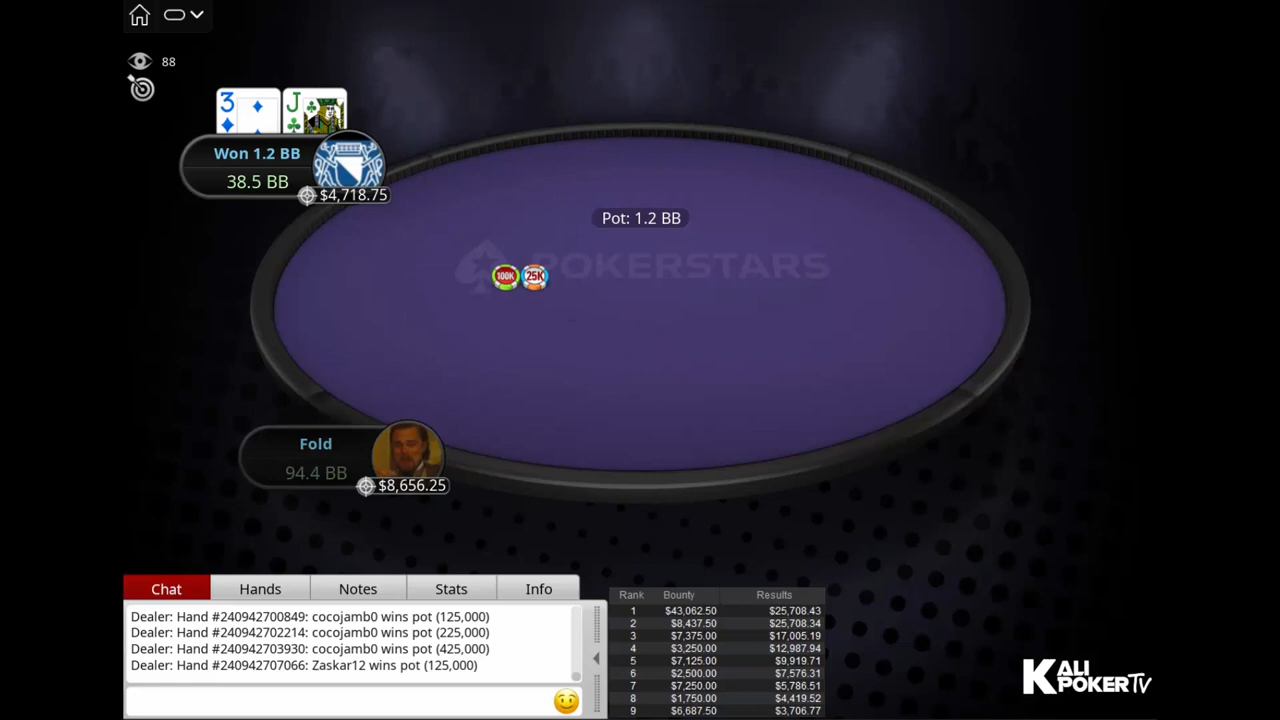 88
3 J
Won 1.2 BB
38.5 BB
$4,718.75
Pot: 1.2 BB
POKERSTARS
100K 25K
Fold
94.4 BB
$8,656.25
Chat Hands Notes Stats Info
Dealer: Hand #240942700849: cocojamb0 wins pot (125,000)
Dealer: Hand #240942702214: cocojamb0 wins pot (225,000)
Dealer: Hand #240942703930: cocojamb0 wins pot (425,000)
Dealer: Hand #240942707066: Zaskar12 wins pot (125,000)
Rank Bounty Results
1 $43,062.50 $25,708.43
2 $8,437.50 $25,708.34
3 $7,375.00 $17,005.19
4 $3,250.00 $12,987.94
5 $7,125.00 $9,919.71
6 $2,500.00 $7,576.31
7 $7,250.00 $5,786.51
8 $1,750.00 $4,419.52
9 $6,687.50 $3,706.77
KALI
POKERTV